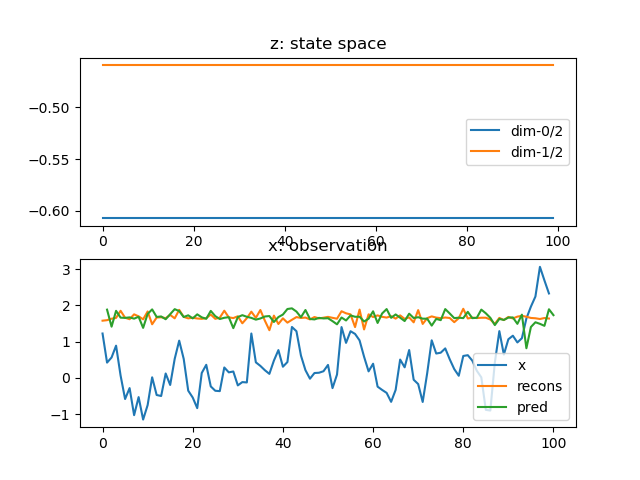 z: state space
−0.50
−0.55
−0.60
dim-0/2
dim-1/2
0 20 40 60 80 100
x: observation
3
2
1
0
−1
x
recons
pred
0 20 40 60 80 100